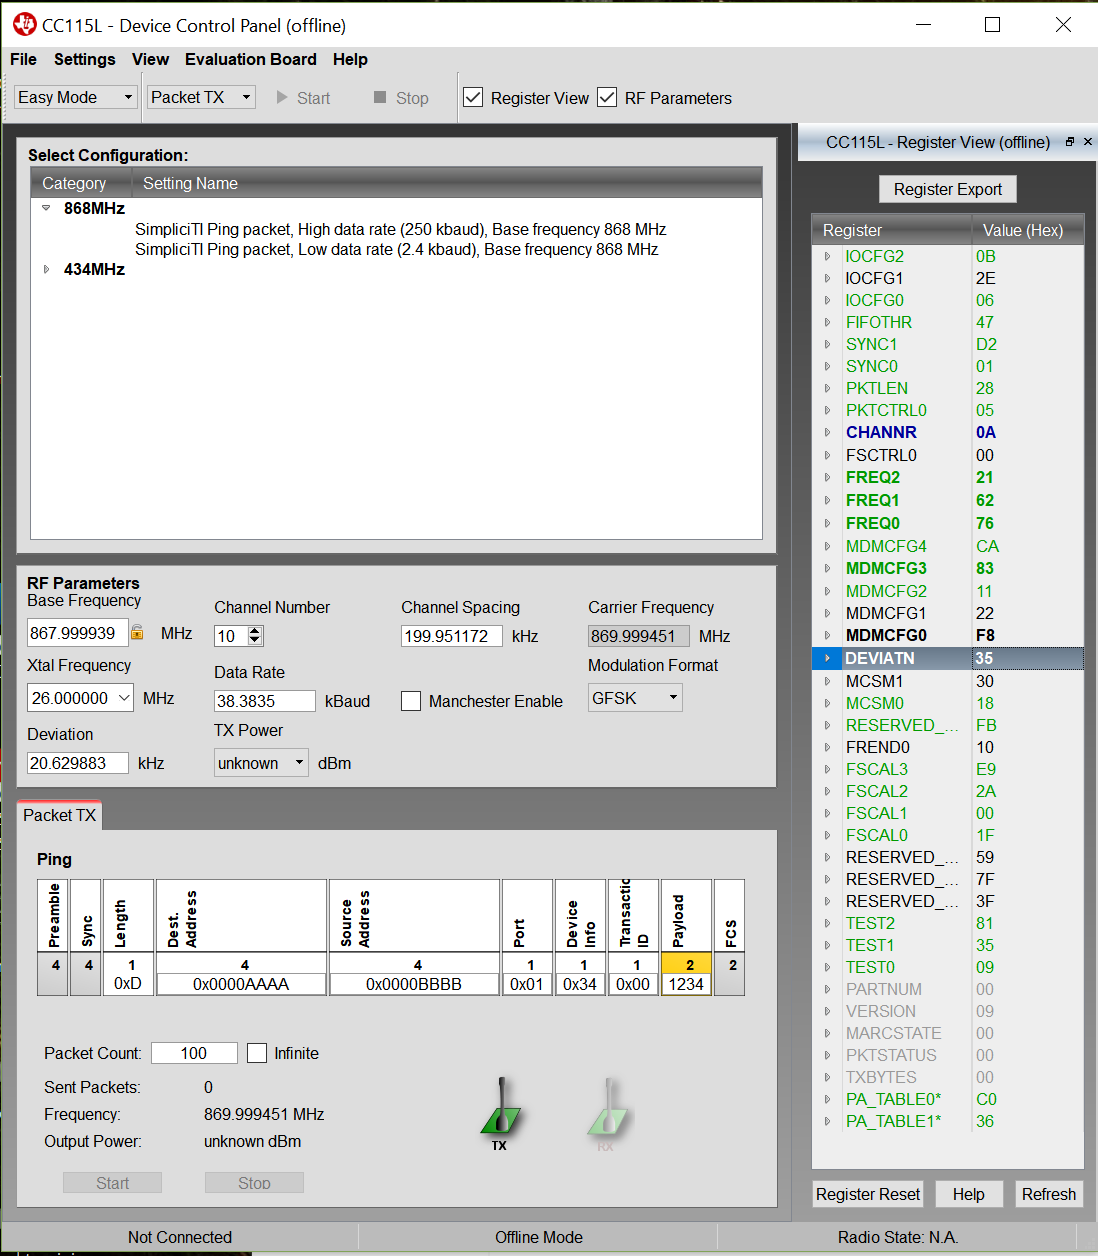 CC115L - Device Control Panel (offline)
File Settings View Evaluation Board Help
Easy Mode Packet TX Start Stop Register View RF Parameters
Select Configuration:
Category Setting Name
868MHz
SimpliciTI Ping packet, High data rate (250 kbaud), Base frequency 868 MHz
SimpliciTI Ping packet, Low data rate (2.4 kbaud), Base frequency 868 MHz
434MHz
RF Parameters
Base Frequency
867.999939 MHz
Channel Number
10
Channel Spacing
199.951172 kHz
Carrier Frequency
869.999451 MHz
Xtal Frequency
26.000000 MHz
Data Rate
38.3835 kBaud
Manchester Enable
Modulation Format
GFSK
Deviation
20.629883 kHz
TX Power
unknown dBm
Packet TX
Ping
Preamble Sync Length Dest. Address Source Address Port Device Info Transactio ID Payload FCS
4 4 1 4 4 1 1 1 2 2
0xD 0x0000AAAA 0x0000BBBB 0x01 0x34 0x00 1234
Packet Count: 100 Infinite
Sent Packets: 0
Frequency: 869.999451 MHz
Output Power: unknown dBm
TX RX
Start Stop
CC115L - Register View (offline)
Register Export
Register Value (Hex)
IOCFG2 0B
IOCFG1 2E
IOCFG0 06
FIFOTHR 47
SYNC1 D2
SYNC0 01
PKTLEN 28
PKTCTRL0 05
CHANNR 0A
FSCTRL0 00
FREQ2 21
FREQ1 62
FREQ0 76
MDMCFG4 CA
MDMCFG3 83
MDMCFG2 11
MDMCFG1 22
MDMCFG0 F8
DEVIATN 35
MCSM1 30
MCSM0 18
RESERVED_... FB
FREND0 10
FSCAL3 E9
FSCAL2 2A
FSCAL1 00
FSCAL0 1F
RESERVED_... 59
RESERVED_... 7F
RESERVED_... 3F
TEST2 81
TEST1 35
TEST0 09
PARTNUM 00
VERSION 09
MARCSTATE 00
PKTSTATUS 00
TXBYTES 00
PA_TABLE0* C0
PA_TABLE1* 36
Register Reset Help Refresh
Not Connected Offline Mode Radio State: N.A.